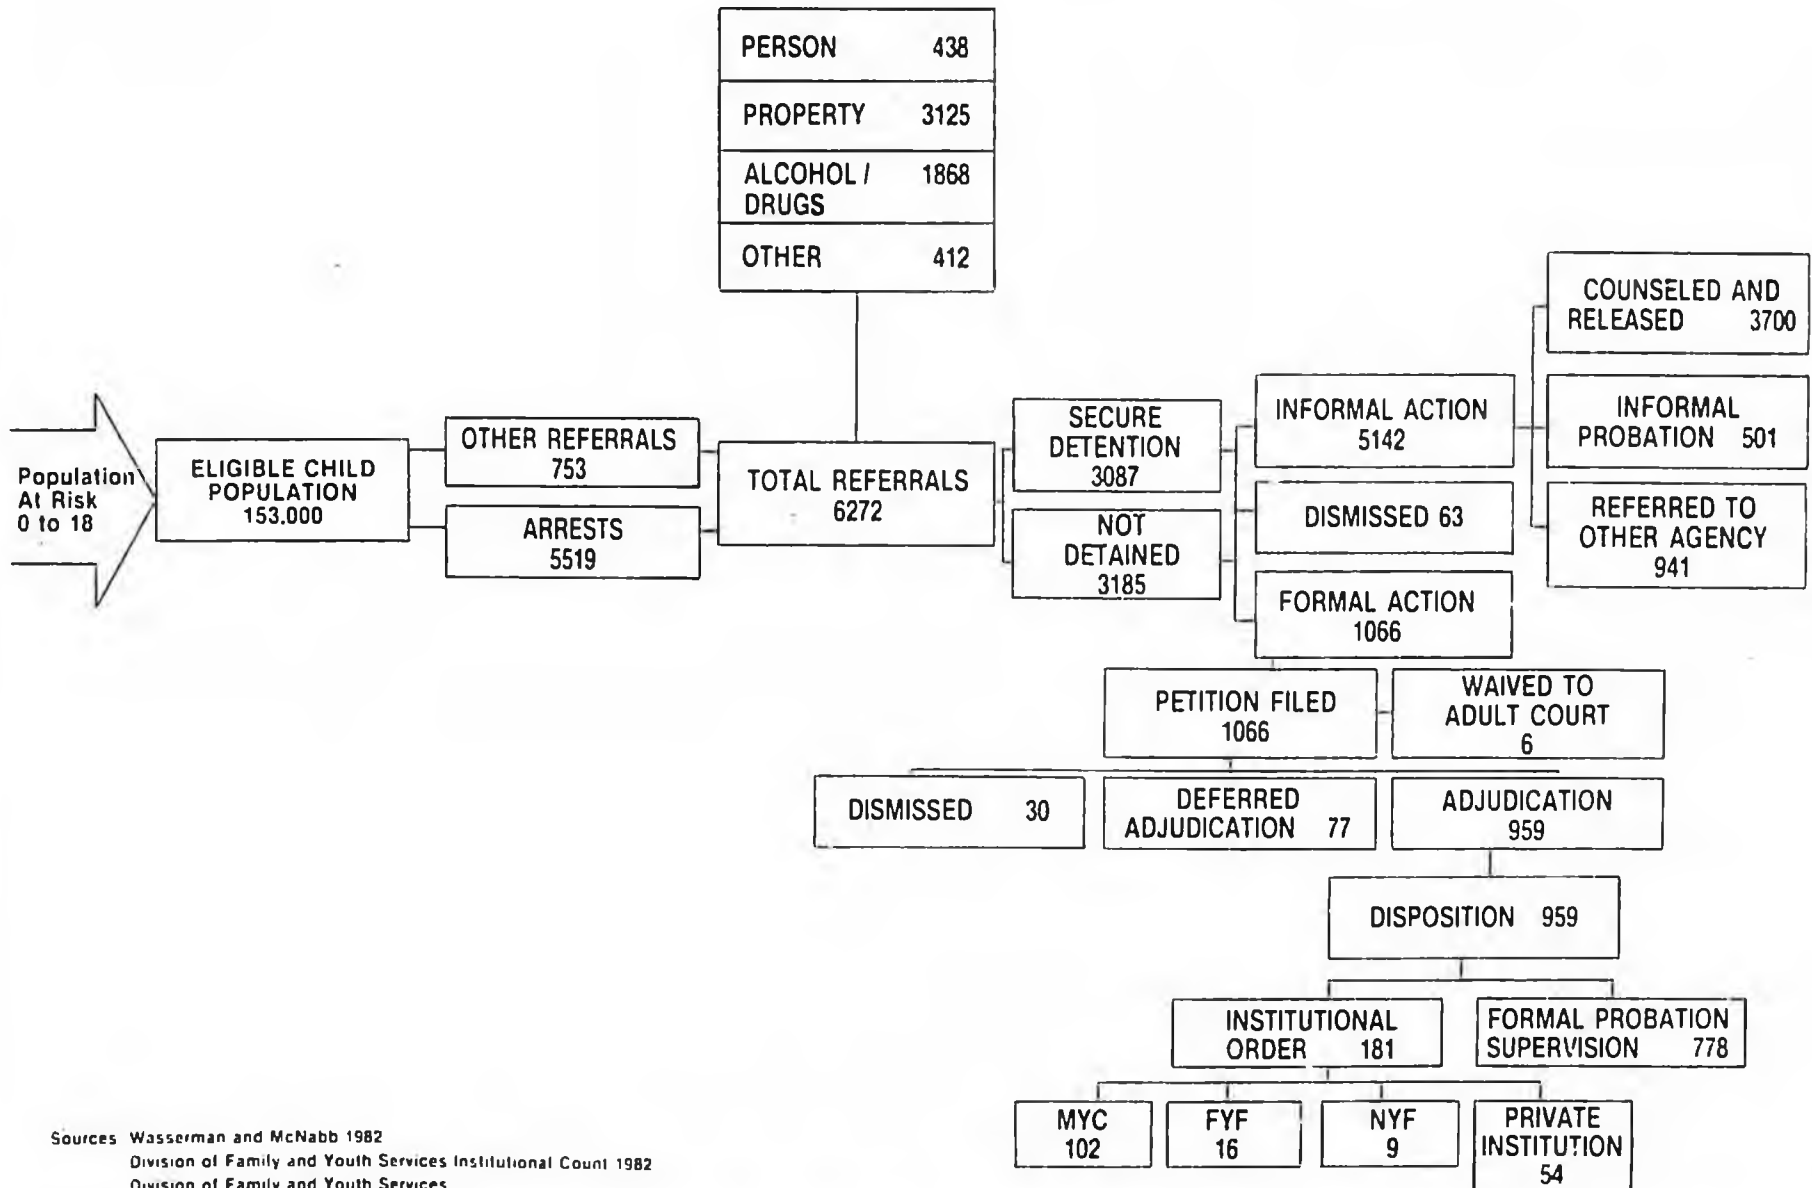 PERSON 438
PROPERTY 3125
ALCOHOL / 1868
DRUGS
OTHER 412
Population
At Risk
0 to 18
ELIGIBLE CHILD
POPULATION
153.000
OTHER REFERRALS
753
ARRESTS
5519
TOTAL REFERRALS
6272
SECURE
DETENTION
3087
NOT
DETAINED
3185
INFORMAL ACTION
5142
DISMISSED 63
FORMAL ACTION
1066
COUNSELED AND
RELEASED 3700
INFORMAL
PROBATION 501
REFERRED TO
OTHER AGENCY
941
PETITION FILED
1066
WAIVED TO
ADULT COURT
6
DISMISSED 30
DEFERRED
ADJUDICATION 77
ADJUDICATION
959
DISPOSITION 959
INSTITUTIONAL
ORDER 181
FORMAL PROBATION
SUPERVISION 778
MYC
102
FYF
16
NYF
9
PRIVATE
INSTITUTION
54
Sources Wasserman and McNabb 1982
Division of Family and Youth Services Institutional Count 1982
Division of Family and Youth Services